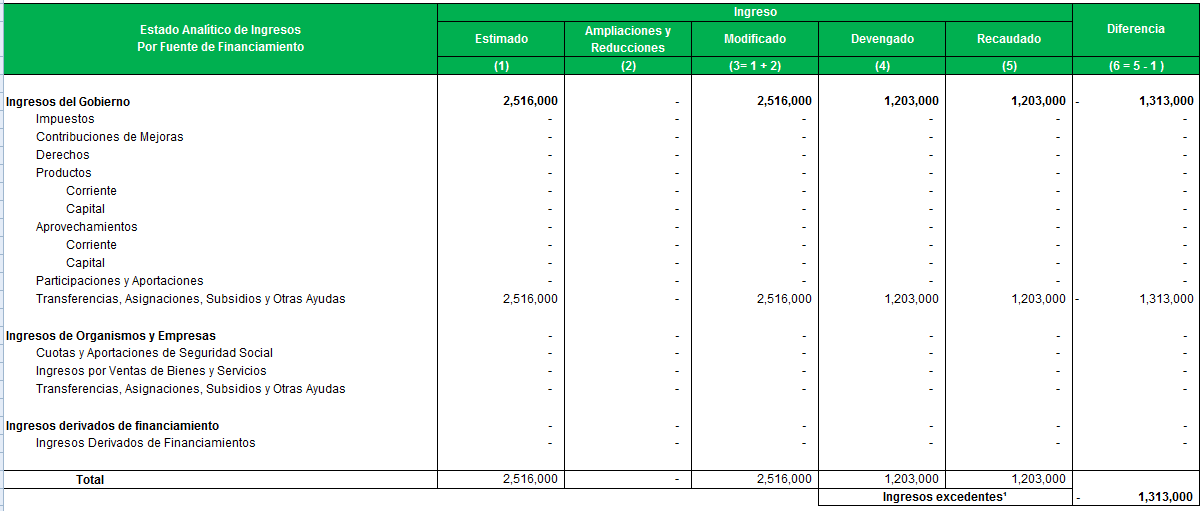 Estado Analítico de Ingresos
Por Fuente de Financiamiento
Ingreso
Diferencia
Estimado
Ampliaciones y
Reducciones
Modificado
Devengado
Recaudado
(1) (2) (3= 1 + 2) (4) (5) (6 = 5 - 1 )
Ingresos del Gobierno 2,516,000 - 2,516,000 1,203,000 1,203,000 - 1,313,000
Impuestos - - - - - -
Contribuciones de Mejoras - - - - - -
Derechos - - - - - -
Productos - - - - - -
Corriente - - - - - -
Capital - - - - - -
Aprovechamientos - - - - - -
Corriente - - - - - -
Capital - - - - - -
Participaciones y Aportaciones - - - - - -
Transferencias, Asignaciones, Subsidios y Otras Ayudas 2,516,000 - 2,516,000 1,203,000 1,203,000 - 1,313,000
Ingresos de Organismos y Empresas - - - - - -
Cuotas y Aportaciones de Seguridad Social - - - - - -
Ingresos por Ventas de Bienes y Servicios - - - - - -
Transferencias, Asignaciones, Subsidios y Otras Ayudas - - - - - -
Ingresos derivados de financiamiento - - - - - -
Ingresos Derivados de Financiamientos - - - - - -
Total 2,516,000 - 2,516,000 1,203,000 1,203,000
Ingresos excedentes¹ - 1,313,000